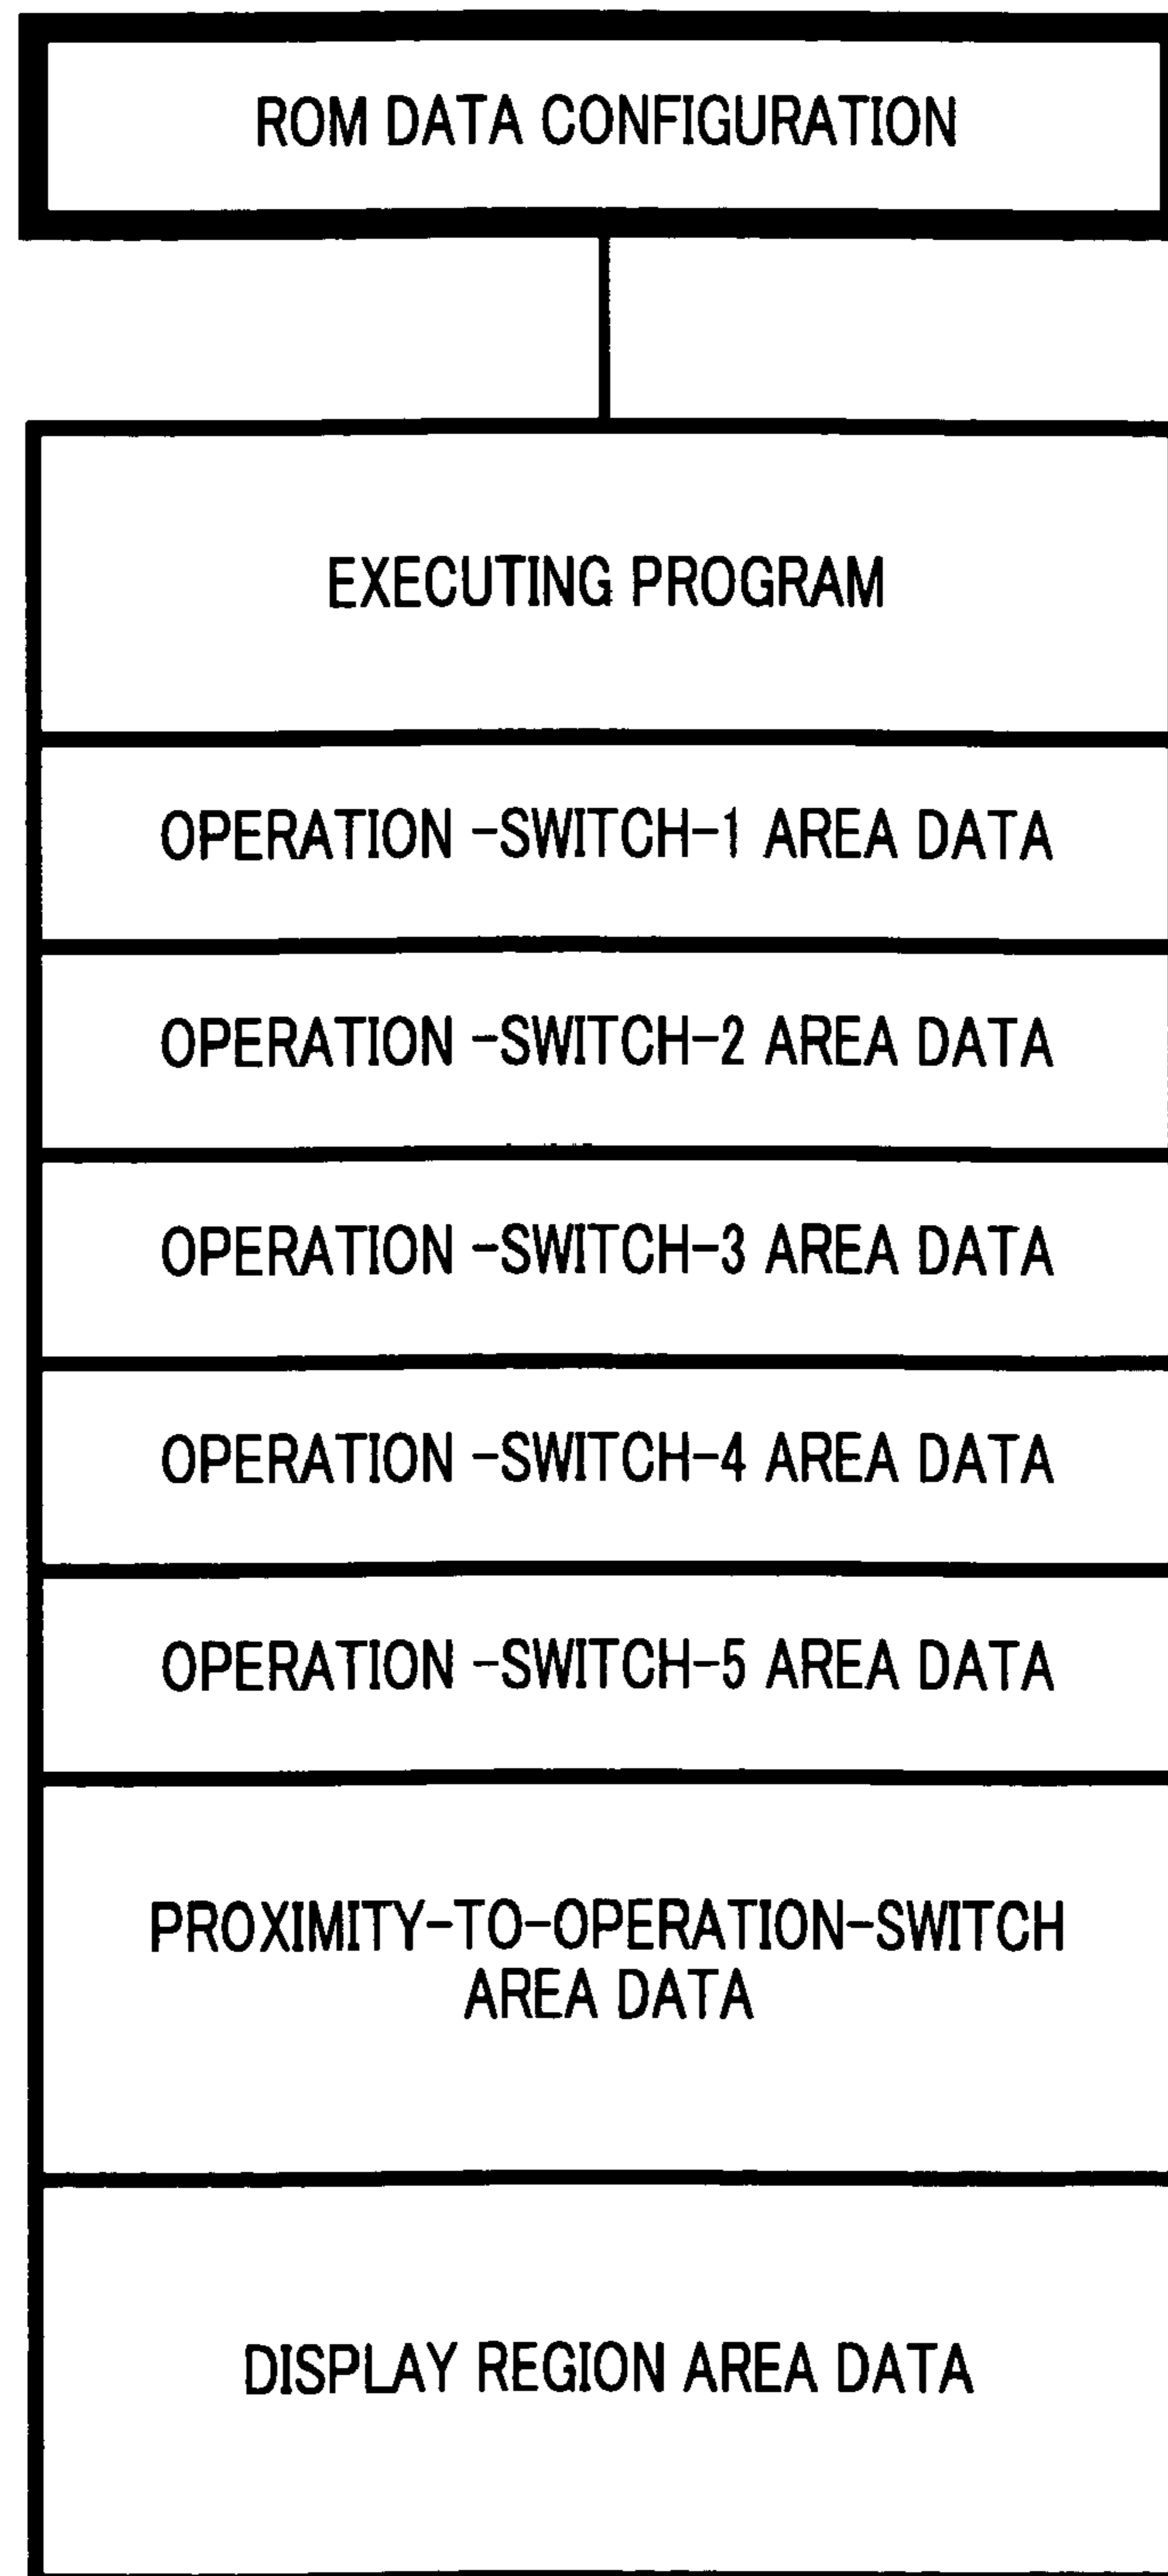 ROM DATA CONFIGURATION
EXECUTING PROGRAM
OPERATION -SWITCH-1 AREA DATA
OPERATION -SWITCH-2 AREA DATA
OPERATION -SWITCH-3 AREA DATA
OPERATION -SWITCH-4 AREA DATA
OPERATION -SWITCH-5 AREA DATA
PROXIMITY-TO-OPERATION-SWITCH
AREA DATA
DISPLAY REGION AREA DATA